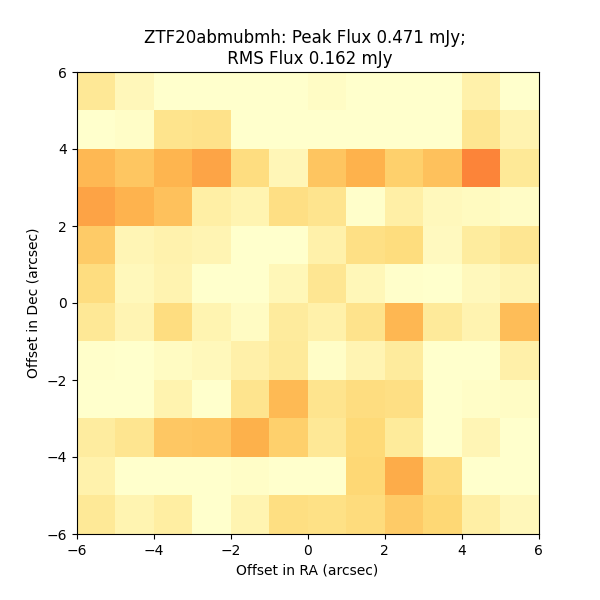 ZTF20abmubmh: Peak Flux 0.471 mJy;
RMS Flux 0.162 mJy
6
4
2
0
−2
−4
−6
Offset in Dec (arcsec)
−6 −4 −2 0 2 4 6
Offset in RA (arcsec)